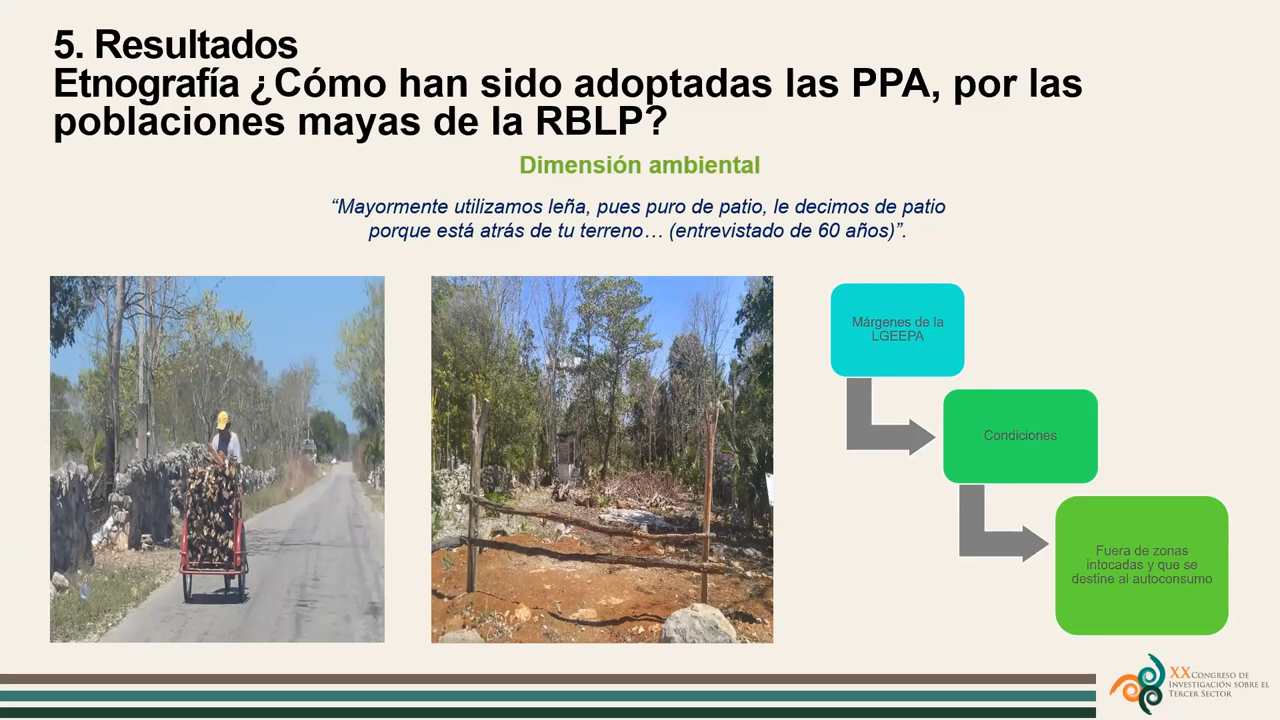 5. Resultados
Etnografía ¿Cómo han sido adoptadas las PPA, por las
poblaciones mayas de la RBLP?
Dimensión ambiental
“Mayormente utilizamos leña, pues puro de patio, le decimos de patio
porque está atrás de tu terreno… (entrevistado de 60 años)”.
Márgenes de la
LGEEPA
Condiciones
Fuera de zonas
intocadas y que se
destine al autoconsumo
XX CONGRESO DE
INVESTIGACIÓN SOBRE EL
TERCER SECTOR